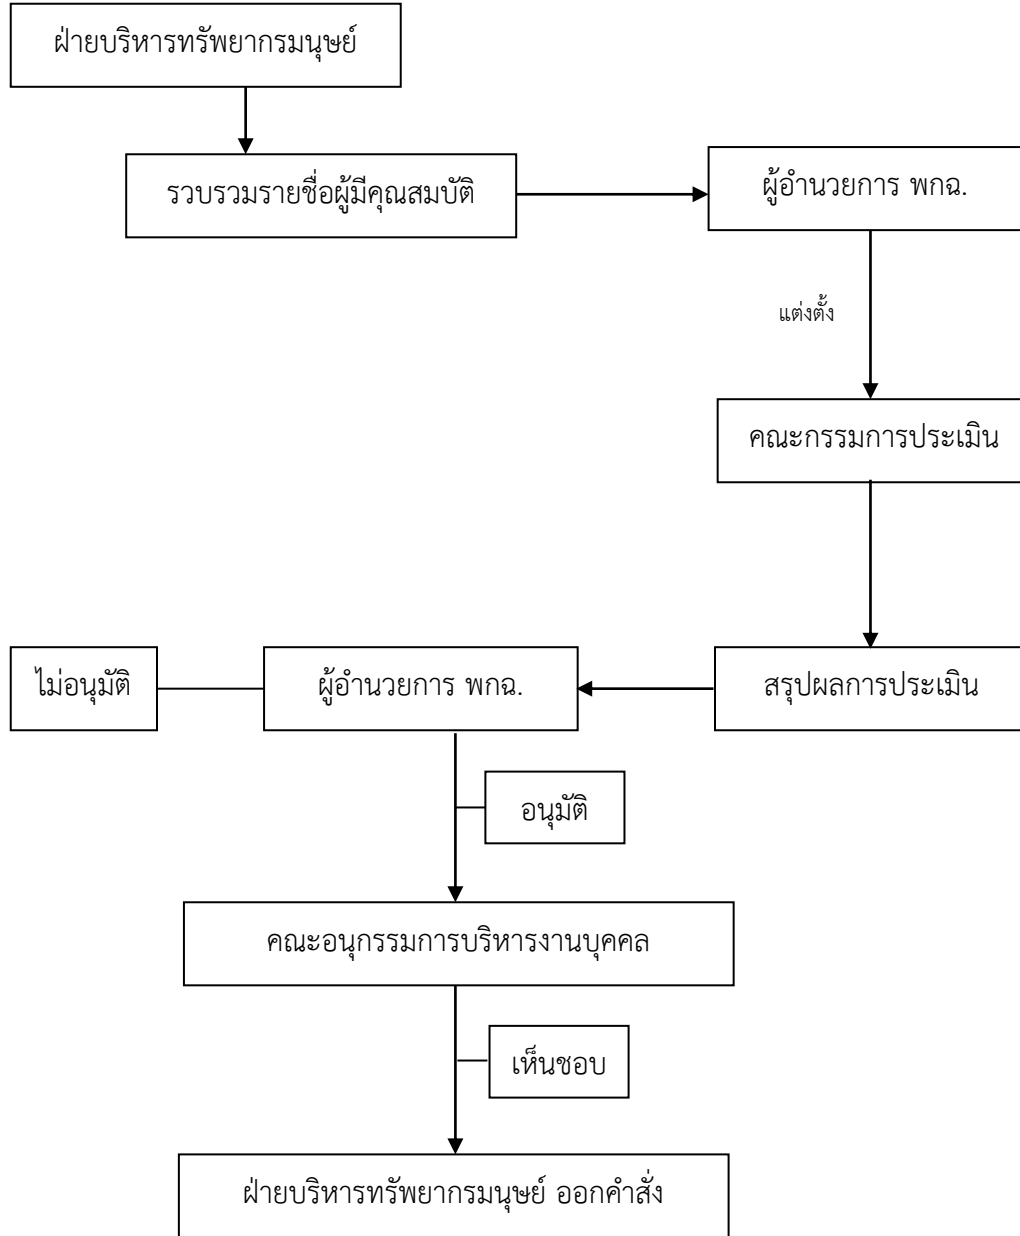 ฝ่ายบริหารทรัพยากรมนุษย์
รวบรวมรายชื่อผู้มีคุณสมบัติ
ผู้อำนวยการ พกฉ.
แต่งตั้ง
คณะกรรมการประเมิน
สรุปผลการประเมิน
ผู้อำนวยการ พกฉ.
ไม่อนุมัติ
อนุมัติ
คณะอนุกรรมการบริหารงานบุคคล
เห็นชอบ
ฝ่ายบริหารทรัพยากรมนุษย์ ออกคำสั่ง